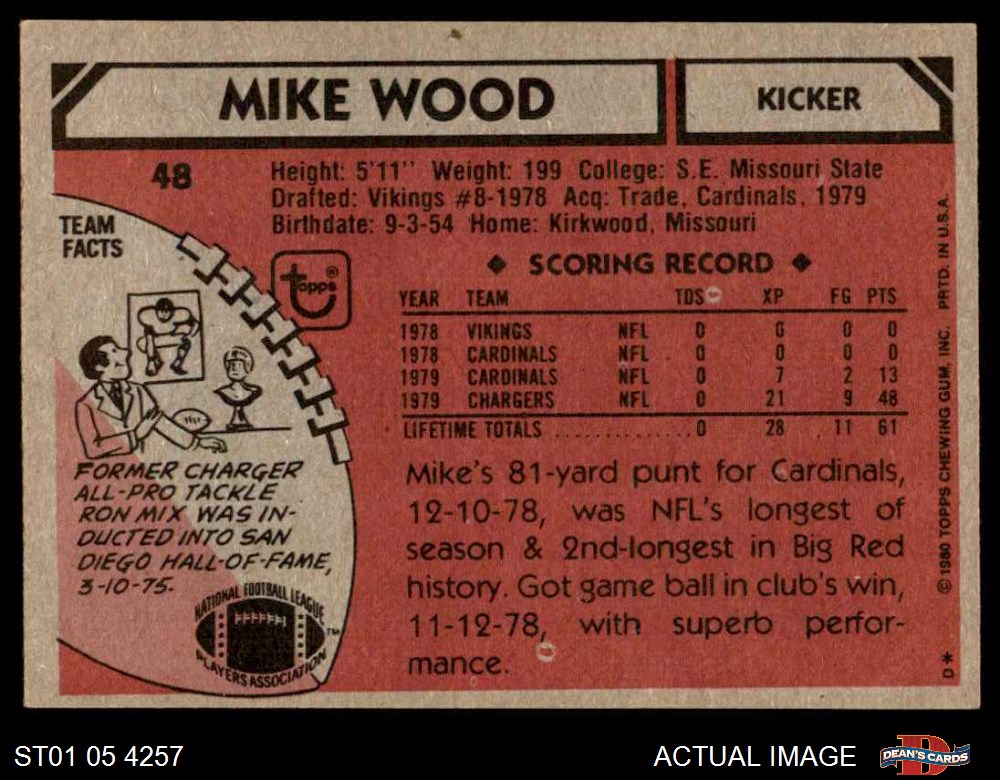 MIKE WOOD
KICKER
48
Height: 5'11" Weight: 199 College: S.E. Missouri State
Drafted: Vikings #8-1978 Acq: Trade, Cardinals, 1979
Birthdate: 9-3-54 Home: Kirkwood, Missouri
TEAM
FACTS
topps®
◆ SCORING RECORD ◆
YEAR TEAM TDS XP FG PTS
1978 VIKINGS NFL 0 0 0 0
1978 CARDINALS NFL 0 0 0 0
1979 CARDINALS NFL 0 7 2 13
1979 CHARGERS NFL 0 21 9 48
LIFETIME TOTALS ..................0 28 11 61
FORMER CHARGER
ALL-PRO TACKLE
RON MIX WAS IN-
DUCTED INTO SAN
DIEGO HALL-OF-FAME,
3-10-75.
NATIONAL FOOTBALL LEAGUE
PLAYERS ASSOCIATION
TM
Mike's 81-yard punt for Cardinals,
12-10-78, was NFL's longest of
season & 2nd-longest in Big Red
history. Got game ball in club's win,
11-12-78, with superb perfor-
mance.
D* © 1980 TOPPS CHEWING GUM, INC. PRTD. IN U.S.A.
ST01 05 4257
ACTUAL IMAGE
DEAN'S CARDS